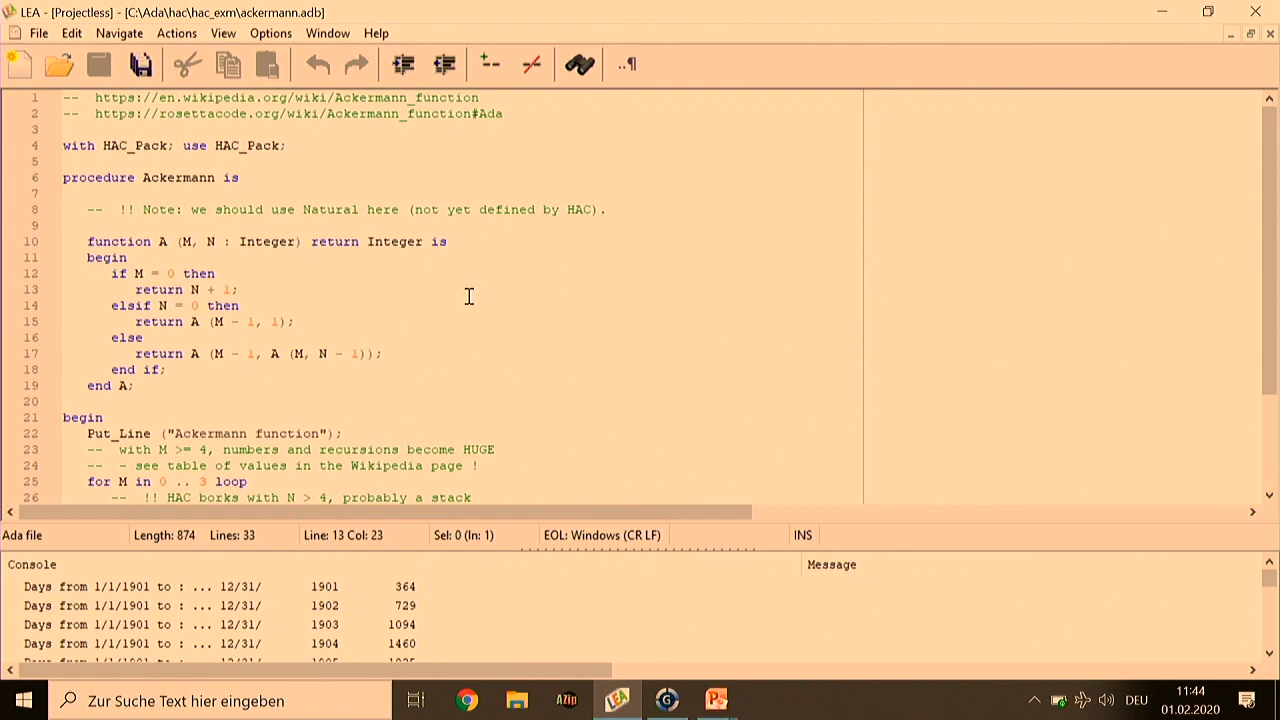 LEA - [Projectless] - [C:\Ada\hac\hac_exm\ackermann.adb]
File Edit Navigate Actions View Options Window Help
1 -- https://en.wikipedia.org/wiki/Ackermann_function
2 -- https://rosettacode.org/wiki/Ackermann_function#Ada
3
4 with HAC_Pack; use HAC_Pack;
5
6 procedure Ackermann is
7
8 -- !! Note: we should use Natural here (not yet defined by HAC).
9
10 function A (M, N : Integer) return Integer is
11 begin
12 if M = 0 then
13 return N + 1;
14 elsif N = 0 then
15 return A (M - 1, 1);
16 else
17 return A (M - 1, A (M, N - 1));
18 end if;
19 end A;
20
21 begin
22 Put_Line ("Ackermann function");
23 -- with M >= 4, numbers and recursions become HUGE
24 -- - see table of values in the Wikipedia page !
25 for M in 0 .. 3 loop
26 -- !! HAC borks with N > 4, probably a stack
Ada file Length: 874 Lines: 33 Line: 13 Col: 23 Sel: 0 (ln: 1) EOL: Windows (CR LF) INS
Console Message
Days from 1/1/1901 to : ... 12/31/ 1901 364
Days from 1/1/1901 to : ... 12/31/ 1902 729
Days from 1/1/1901 to : ... 12/31/ 1903 1094
Days from 1/1/1901 to : ... 12/31/ 1904 1460
Zur Suche Text hier eingeben
AZip
LEA
DEU
11:44
01.02.2020